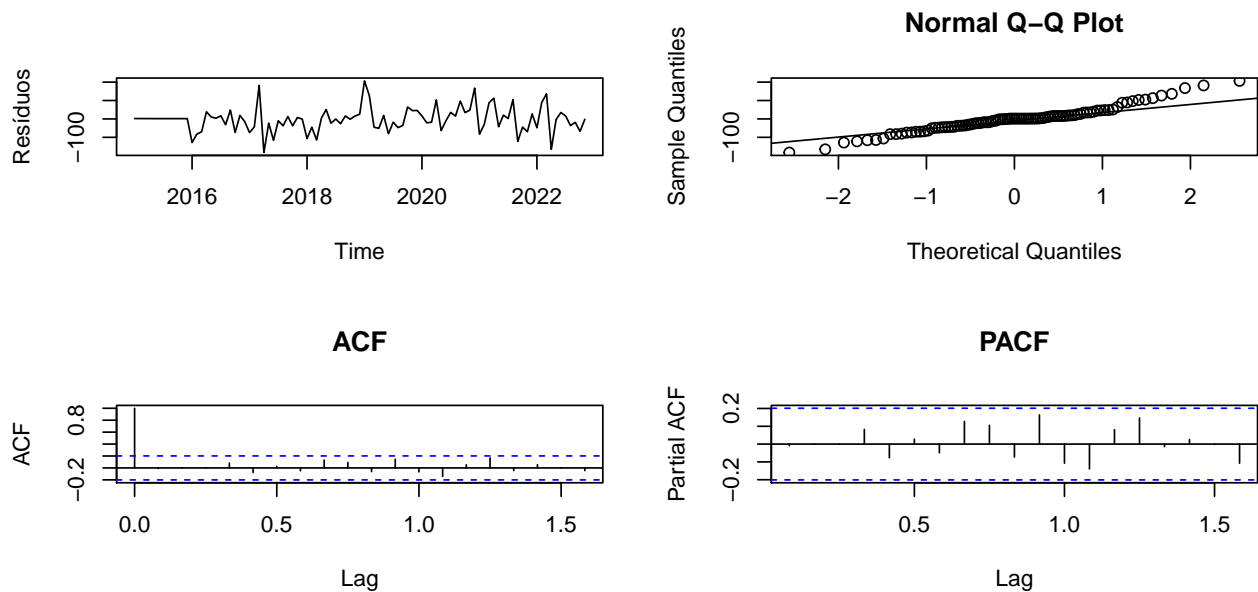 Resíduos
−100
2016 2018 2020 2022
Time
Normal Q−Q Plot
Sample Quantiles
−100
−2 −1 0 1 2
Theoretical Quantiles
ACF
ACF
−0.2 0.8
0.0 0.5 1.0 1.5
Lag
PACF
Partial ACF
−0.2 0.2
0.5 1.0 1.5
Lag